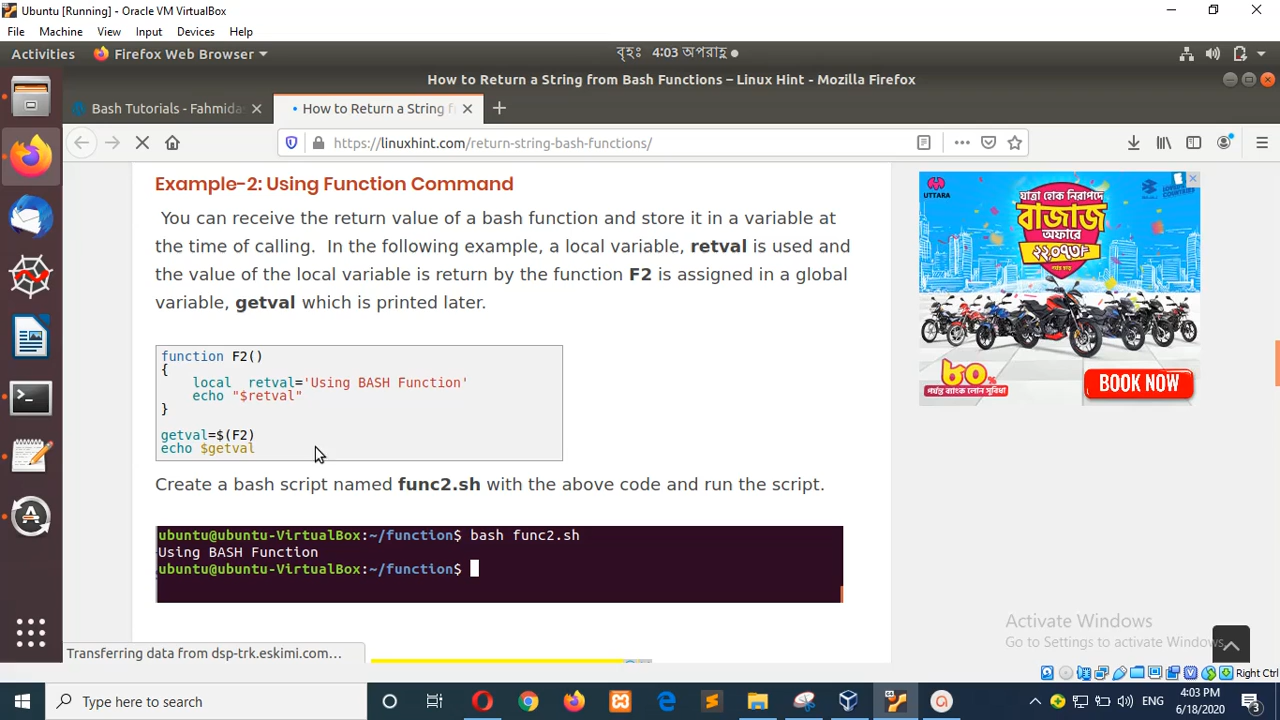 Ubuntu [Running] - Oracle VM VirtualBox
File Machine View Input Devices Help
Activities Firefox Web Browser বৃহঃ 4:03 অপরাহ্ন
How to Return a String from Bash Functions – Linux Hint - Mozilla Firefox
Bash Tutorials - Fahmida How to Return a String f
https://linuxhint.com/return-string-bash-functions/
Example-2: Using Function Command
You can receive the return value of a bash function and store it in a variable at
the time of calling. In the following example, a local variable, retval is used and
the value of the local variable is return by the function F2 is assigned in a global
variable, getval which is printed later.
function F2()
{
local retval='Using BASH Function'
echo "$retval"
}
getval=$(F2)
echo $getval
Create a bash script named func2.sh with the above code and run the script.
ubuntu@ubuntu-VirtualBox:~/function$ bash func2.sh
Using BASH Function
ubuntu@ubuntu-VirtualBox:~/function$
UTTARA
যাত্রা হোক নিরাপদে
বাজাজ
অফারে
৮০%
BOOK NOW
Transferring data from dsp-trk.eskimi.com...
Activate Windows
Go to Settings to activate Windows.
Right Ctrl
Type here to search
ENG
4:03 PM
6/18/2020
3